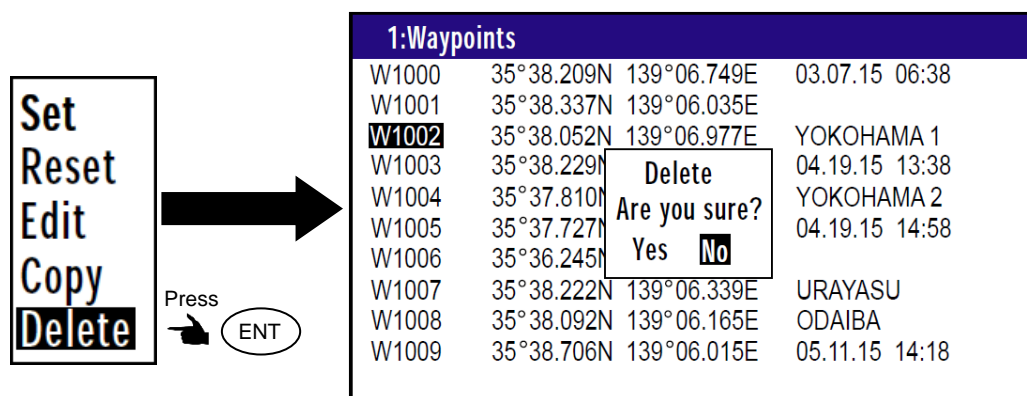 Set
Reset
Edit
Copy
Delete
Press
ENT
1:Waypoints
W1000 35°38.209N 139°06.749E 03.07.15 06:38
W1001 35°38.337N 139°06.035E
W1002 35°38.052N 139°06.977E YOKOHAMA 1
W1003 35°38.229N 04.19.15 13:38
W1004 35°37.810N YOKOHAMA 2
W1005 35°37.727N 04.19.15 14:58
W1006 35°36.245N
W1007 35°38.222N 139°06.339E URAYASU
W1008 35°38.092N 139°06.165E ODAIBA
W1009 35°38.706N 139°06.015E 05.11.15 14:18
Delete
Are you sure?
Yes No